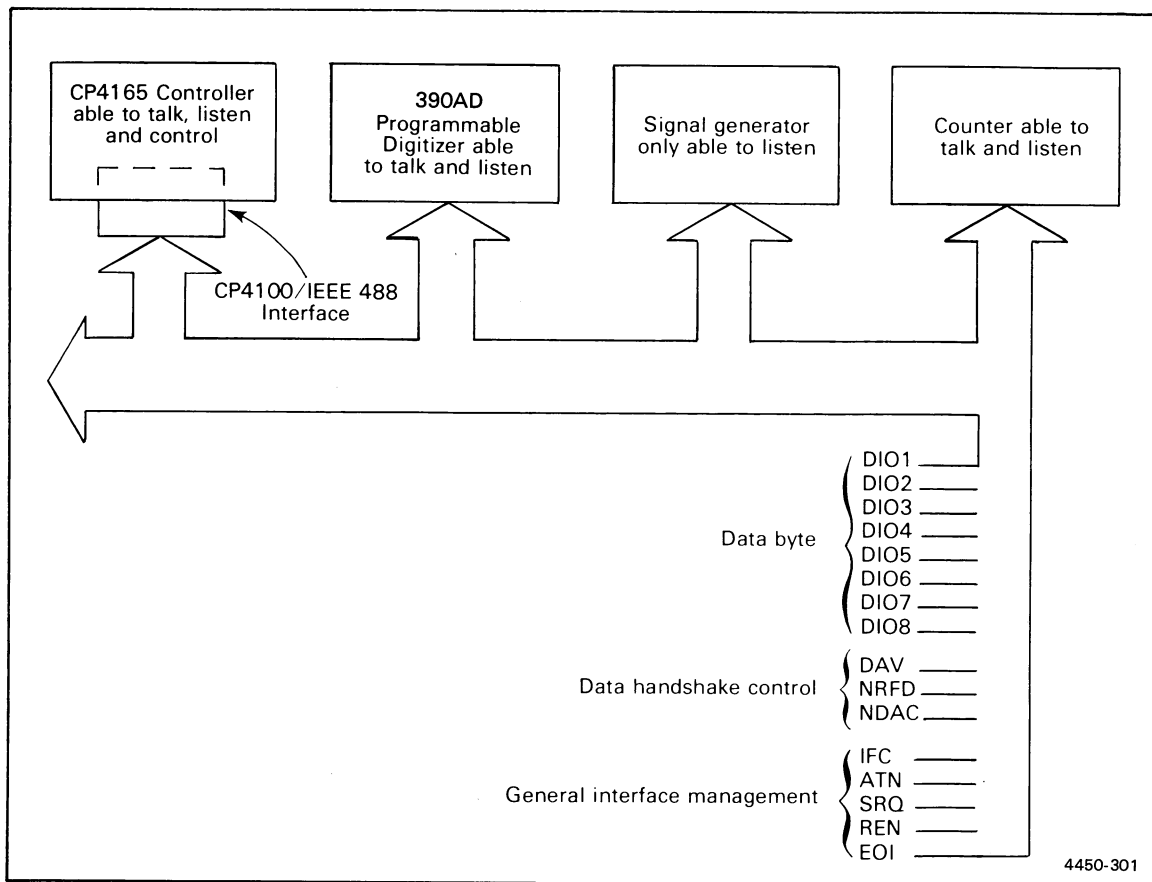 CP4165 Controller
able to talk, listen
and control
390AD
Programmable
Digitizer able
to talk and listen
Signal generator
only able to listen
Counter able to
talk and listen
CP4100/IEEE 488
Interface
Data byte
DIO1
DIO2
DIO3
DIO4
DIO5
DIO6
DIO7
DIO8
Data handshake control
DAV
NRFD
NDAC
General interface management
IFC
ATN
SRQ
REN
EOI
4450-301